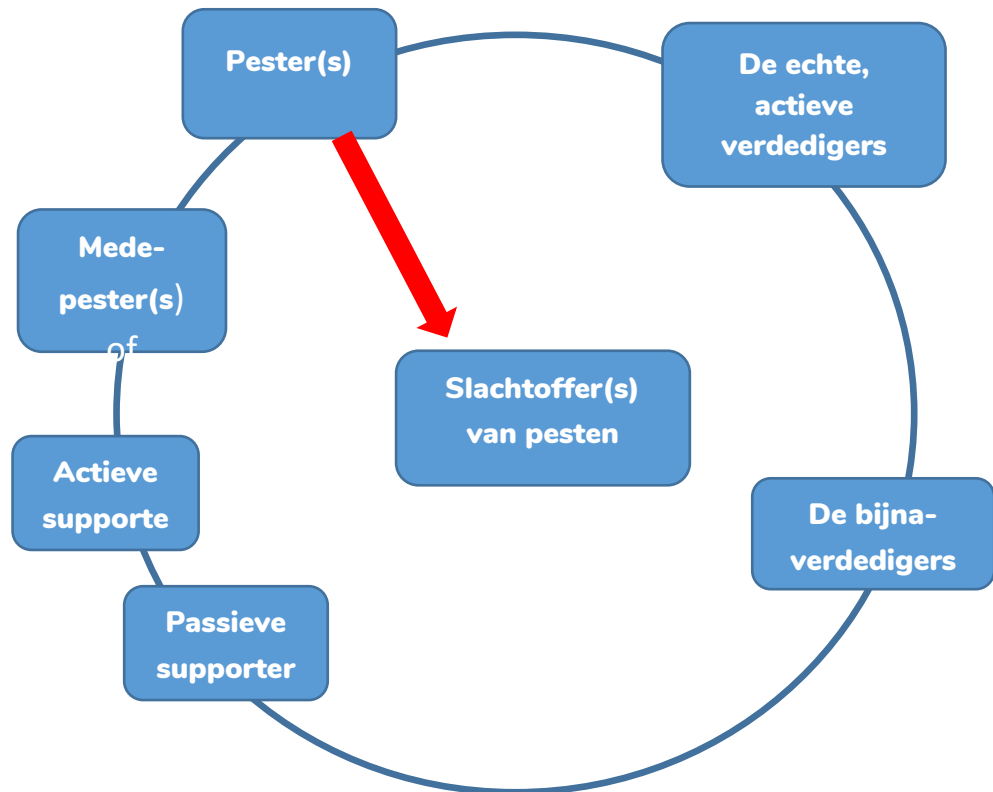 Pester(s)
De echte,
actieve
verdedigers
Mede-
pester(s)
of
Slachtoffer(s)
van pesten
Actieve
supporte
De bijna-
verdedigers
Passieve
supporter